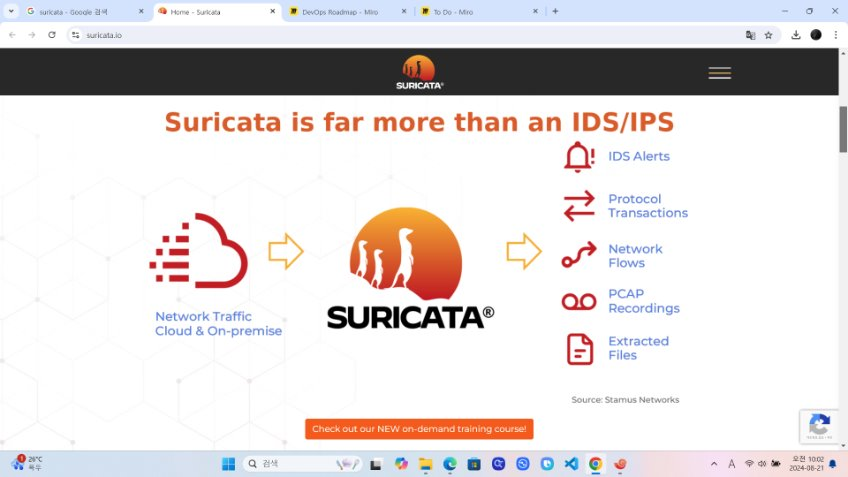 suricata - Google 검색
Home - Suricata
DevOps Roadmap - Miro
To Do - Miro
suricata.io
SURICATA®
Suricata is far more than an IDS/IPS
IDS Alerts
Protocol
Transactions
Network
Flows
PCAP
Recordings
Extracted
Files
Network Traffic
Cloud & On-premise
SURICATA®
Source: Stamus Networks
Check out our NEW on-demand training course!
1
26°C
검색
A
오전 10:02
2024-06-21